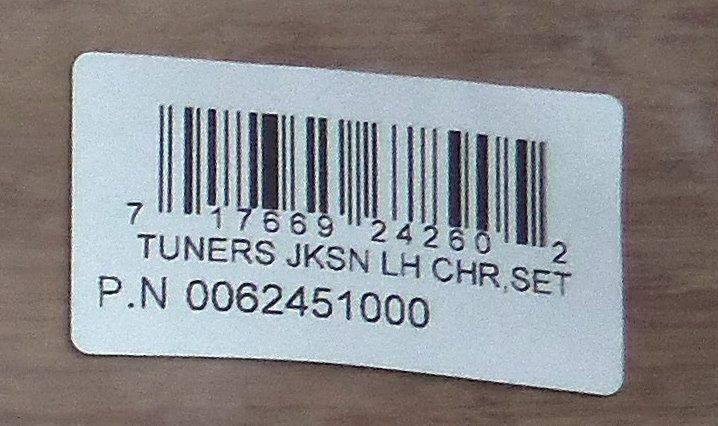 7 17669 24260 2
TUNERS JKSN LH CHR,SET
P.N 0062451000